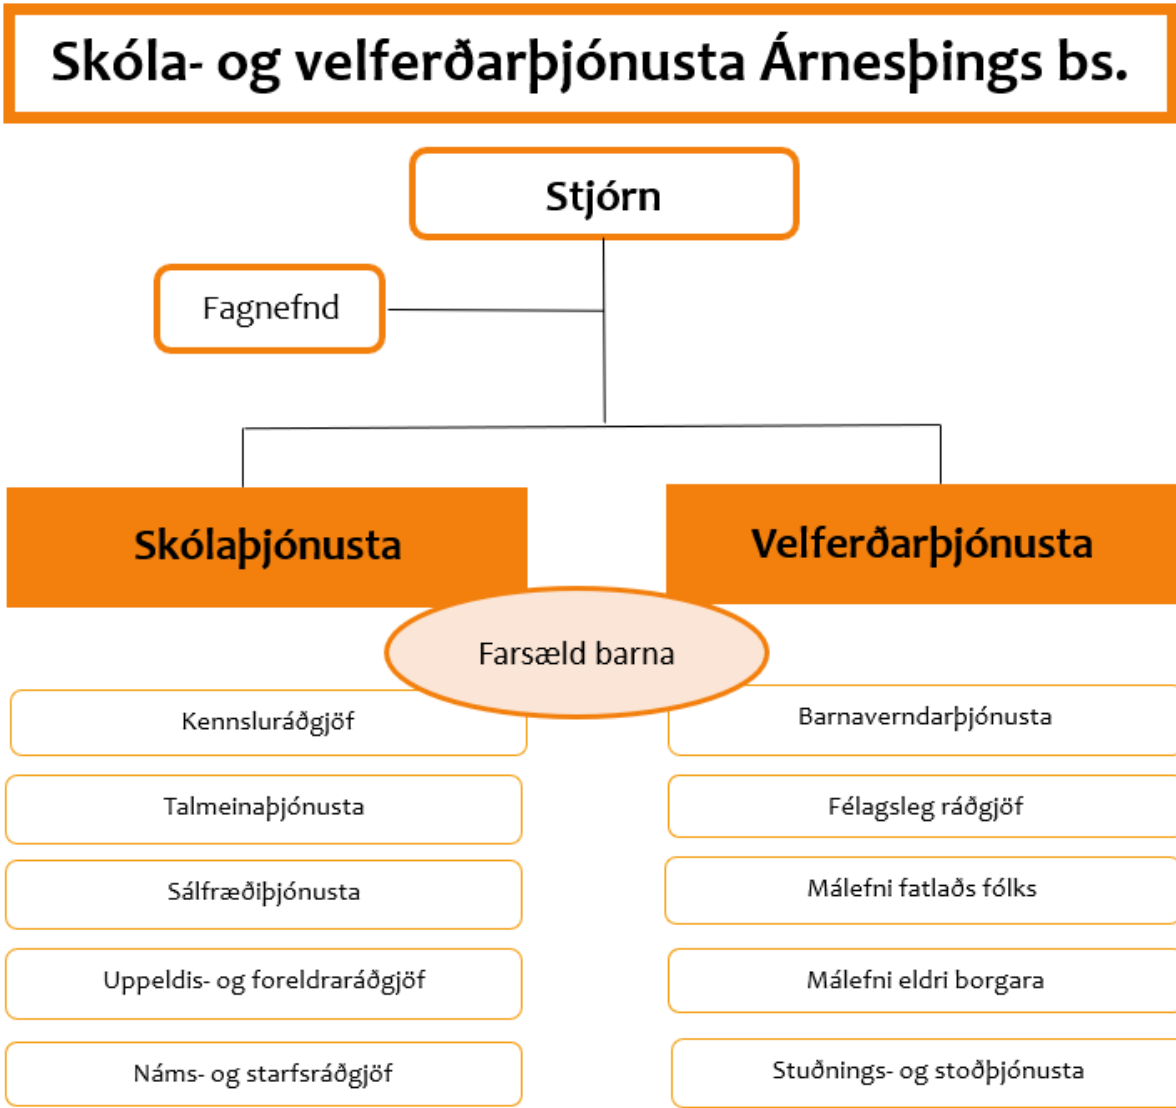 Skóla- og velferðarþjónusta Árnesþings bs.
Stjórn
Fagnefnd
Skólaþjónusta
Velferðarþjónusta
Farsæld barna
Kennsluráðgjöf
Talmeinaþjónusta
Sálfræðiþjónusta
Uppeldis- og foreldraráðgjöf
Náms- og starfsráðgjöf
Barnaverndarþjónusta
Félagsleg ráðgjöf
Málefni fatlaðs fólks
Málefni eldri borgara
Stuðnings- og stoðþjónusta